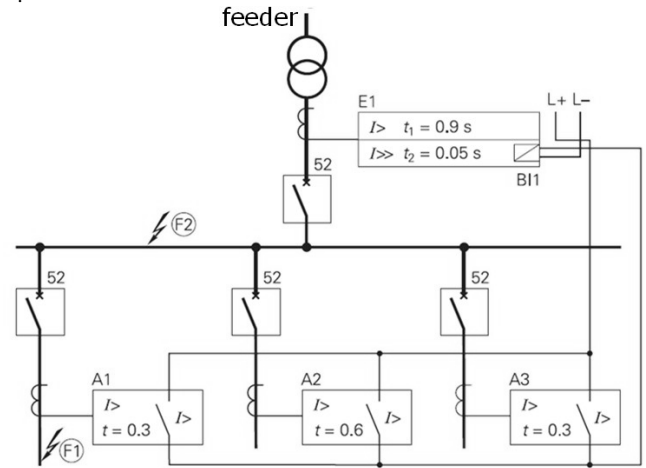 feeder
E1
I> t₁ = 0.9 s
I>> t₂ = 0.05 s
BI1
L+ L−
52
F2
52
52
52
A1
I>
t = 0.3
I>
A2
I>
t = 0.6
I>
A3
I>
t = 0.3
I>
F1